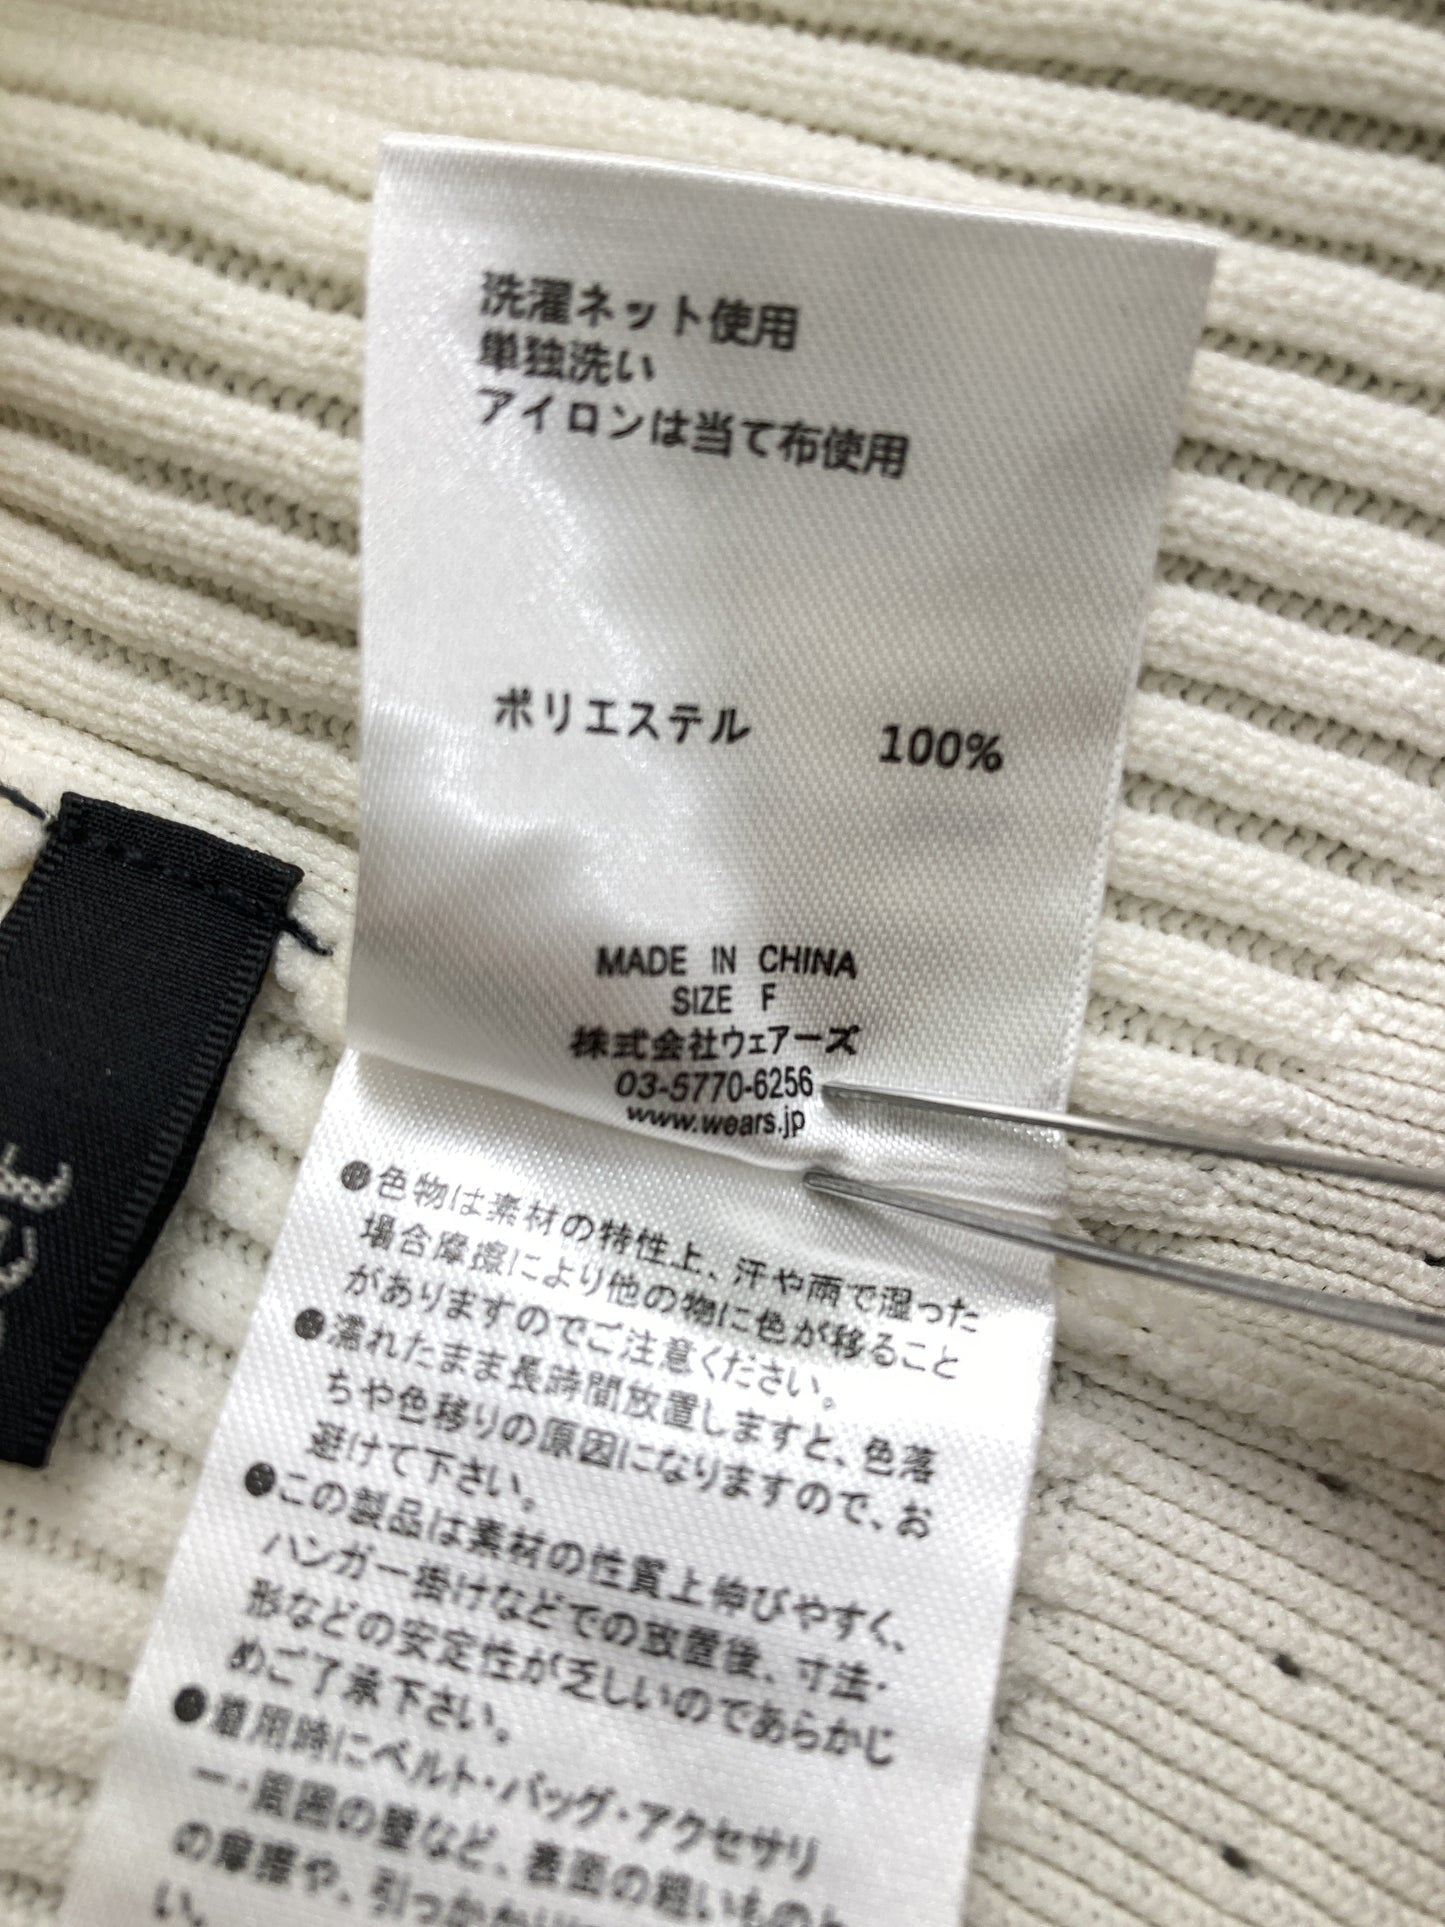 洗濯ネット使用
単独洗い
アイロンは当て布使用
ポリエステル 100%
MADE IN CHINA
SIZE F
株式会社ウェアーズ
03-5770-6256
www.wears.jp
●色物は素材の特性上、汗や雨で湿った
場合摩擦により他の物に色が移ること
がありますのでご注意ください。
●濡れたまま長時間放置しますと、色落
ちや色移りの原因になりますので、お
避けて下さい。
●この製品は素材の性質上伸びやすく、
ハンガー掛けなどでの放置後、寸法・
形などの安定性が乏しいのであらかじ
めご了承下さい。
●着用時にベルト・バッグ・アクセサリ
ー・周囲の壁など、表面の粗いものと
の摩擦や、引っかかり
い。